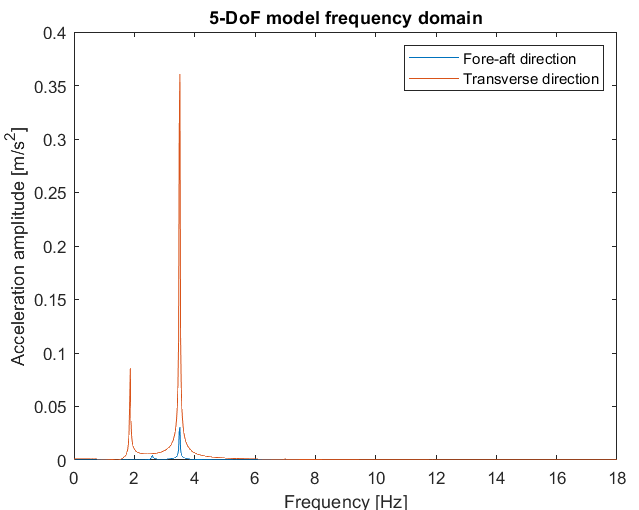 5-DoF model frequency domain
Acceleration amplitude [m/s2]
0.4
0.35
0.3
0.25
0.2
0.15
0.1
0.05
0
Fore-aft direction
Transverse direction
0 2 4 6 8 10 12 14 16 18
Frequency [Hz]